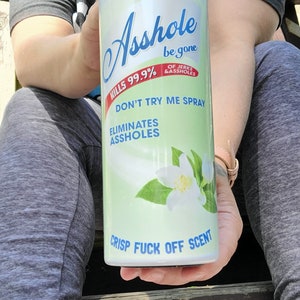 Asshole
be gone
KILLS 99.9% OF JERKS
& ASSHOLES
DON'T TRY ME SPRAY
ELIMINATES
ASSHOLES
CRISP FUCK OFF SCENT